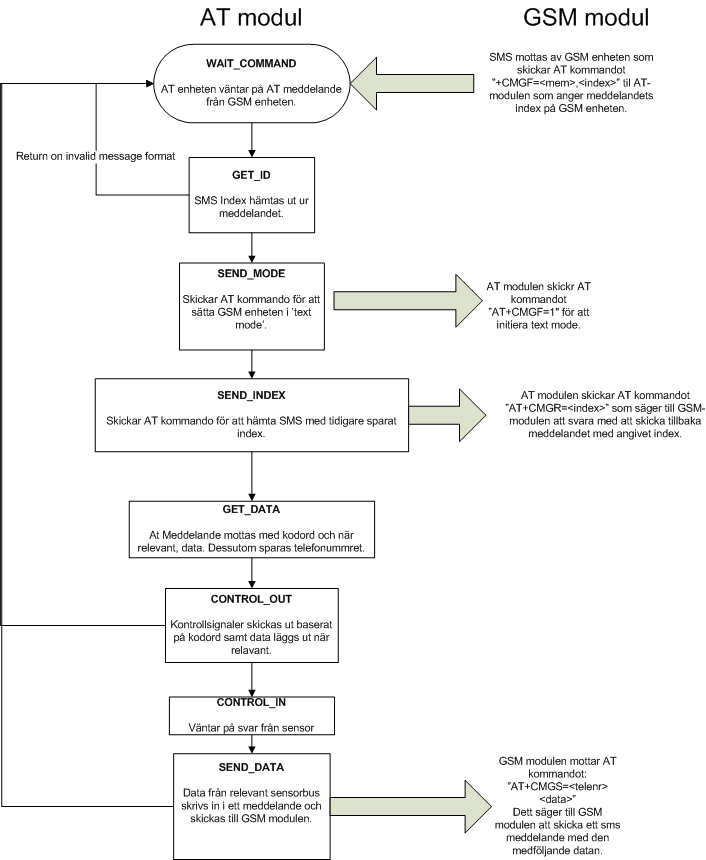 AT modul
GSM modul
WAIT_COMMAND
AT enheten väntar på AT meddelande
från GSM enheten.
SMS mottas av GSM enheten som
skickar AT kommandot
"+CMGF=<mem>,<index>" til AT-
modulen som anger meddelandets
index på GSM enheten.
Return on invalid message format
GET_ID
SMS Index hämtas ut ur
meddelandet.
SEND_MODE
Skickar AT kommando för att
sätta GSM enheten i 'text
mode'.
AT modulen skickr AT
kommandot
"AT+CMGF=1" för att
initiera text mode.
SEND_INDEX
Skickar AT kommando för att hämta SMS med tidigare sparat
index.
AT modulen skickar AT kommandot
"AT+CMGR=<index>" som säger till GSM-
modulen att svara med att skicka tillbaka
meddelandet med angivet index.
GET_DATA
At Meddelande mottas med kodord och när
relevant, data. Dessutom sparas telefonummret.
CONTROL_OUT
Kontrollsignaler skickas ut baserat
på kodord samt data läggs ut när
relevant.
CONTROL_IN
Väntar på svar från sensor
SEND_DATA
Data från relevant sensorbus
skrivs in i ett meddelande och
skickas till GSM modulen.
GSM modulen mottar AT
kommandot:
"AT+CMGS=<telenr>
<data>"
Dett säger till GSM
modulen att skicka ett sms
meddelande med den
medföljande datan.